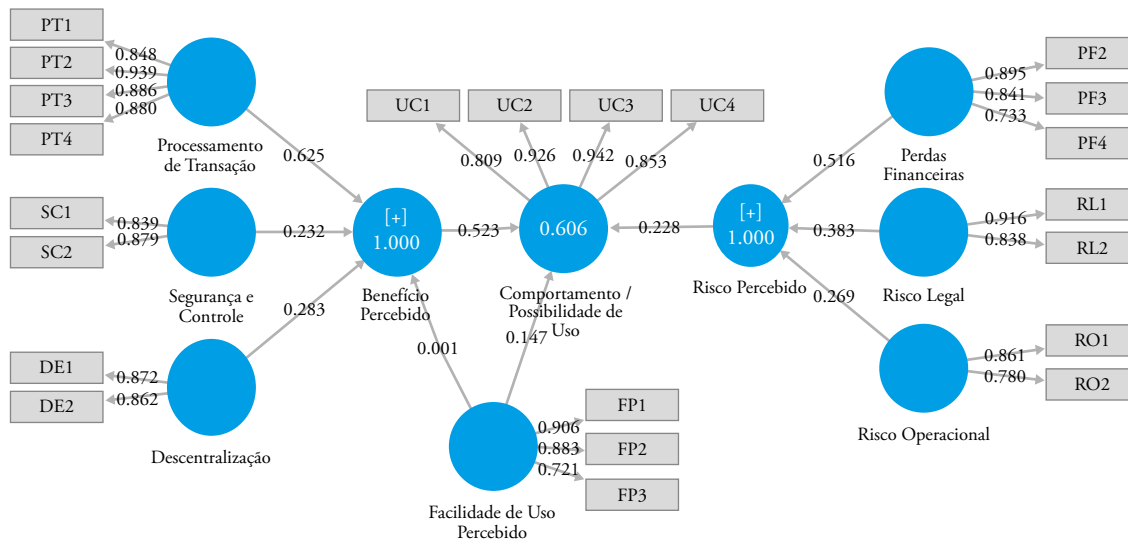 PT1
PT2
PT3
PT4
0.848
0.939
0.886
0.880
Processamento
de Transação
0.625
SC1
SC2
0.839
0.879
Segurança e
Controle
0.232
DE1
DE2
0.872
0.862
Descentralização
0.283
[+]
1.000
Benefício
Percebido
0.523
UC1
UC2
UC3
UC4
0.809
0.926
0.942
0.853
0.606
Comportamento /
Possibilidade de
Uso
0.001
0.147
FP1
FP2
FP3
0.906
0.883
0.721
Facilidade de Uso
Percebido
0.228
[+]
1.000
Risco Percebido
0.516
0.383
0.269
PF2
PF3
PF4
0.895
0.841
0.733
Perdas
Financeiras
RL1
RL2
0.916
0.838
Risco Legal
RO1
RO2
0.861
0.780
Risco Operacional